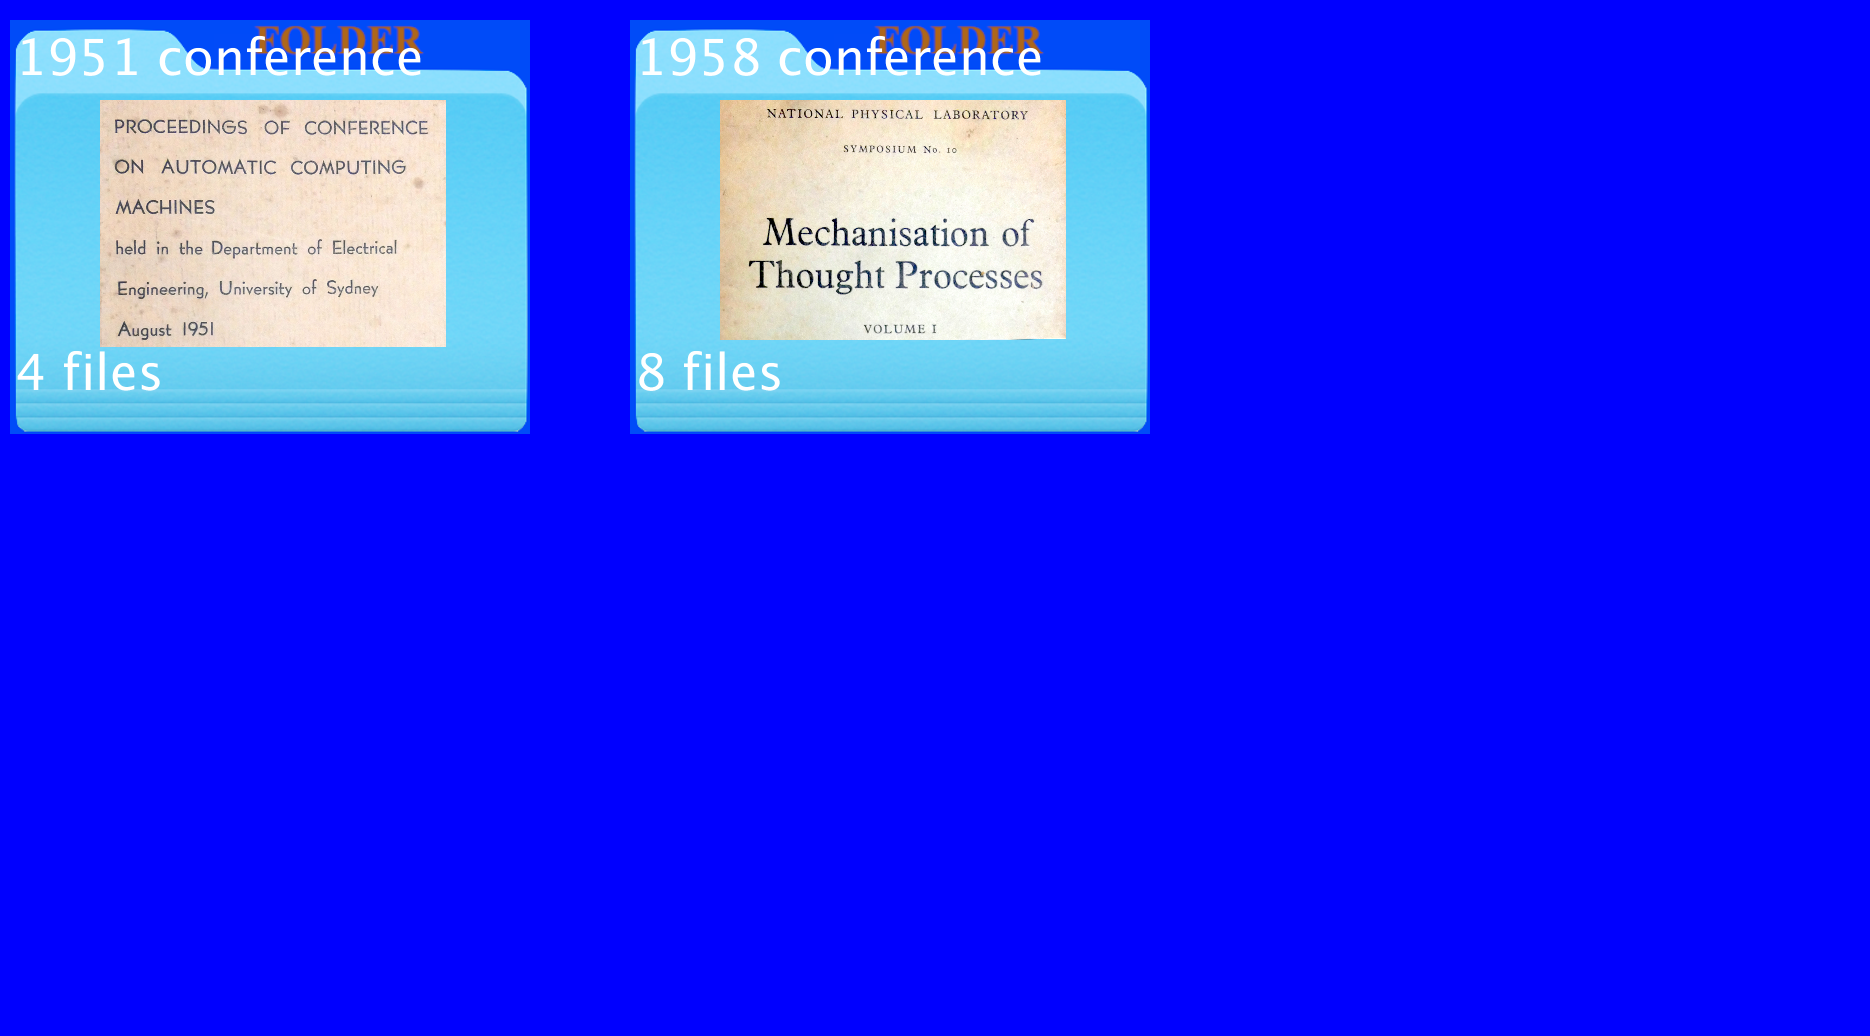 FOLDER
1951 conference
PROCEEDINGS OF CONFERENCE
ON AUTOMATIC COMPUTING
MACHINES
held in the Department of Electrical
Engineering, University of Sydney
August 1951
4 files
FOLDER
1958 conference
NATIONAL PHYSICAL LABORATORY
SYMPOSIUM No. 10
Mechanisation of
Thought Processes
VOLUME I
8 files